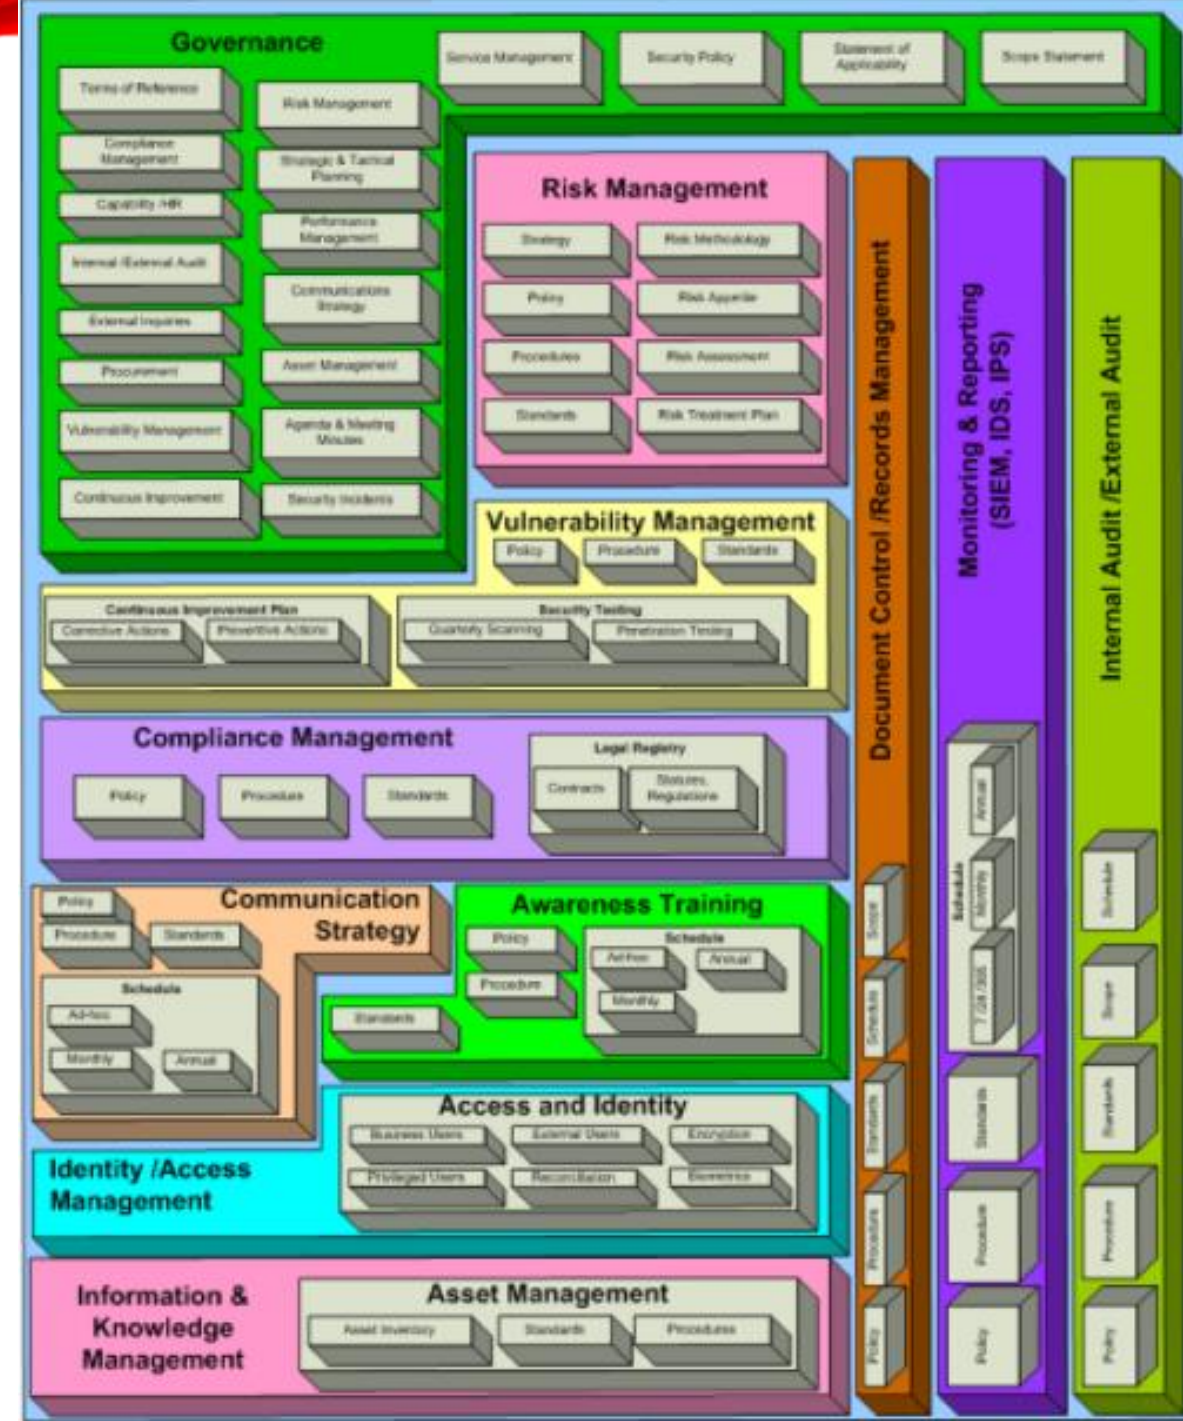 Governance
Service Management
Security Policy
Statement of
Applicability
Scope Statement
Terms of Reference
Risk Management
Compliance
Management
Strategic & Tactical
Planning
Capability /HR
Performance
Management
Internal /External Audit
Communications
Strategy
External Inquiries
Procurement
Asset Management
Vulnerability Management
Agenda & Meeting
Minutes
Continuous Improvement
Security Incidents
Risk Management
Strategy
Risk Methodology
Policy
Risk Appetite
Procedures
Risk Assessment
Standards
Risk Treatment Plan
Vulnerability Management
Policy
Procedure
Standards
Continuous Improvement Plan
Corrective Actions
Preventive Actions
Security Testing
Quarterly Scanning
Penetration Testing
Compliance Management
Policy
Procedure
Standards
Legal Registry
Contracts
Statutes,
Regulations
Communication
Strategy
Policy
Procedure
Standards
Schedule
Ad-hoc
Monthly
Annual
Awareness Training
Policy
Procedure
Standards
Schedule
Ad-hoc
Annual
Monthly
Identity /Access
Management
Access and Identity
Business Users
External Users
Encryption
Privileged Users
Reconciliation
Biometrics
Information &
Knowledge
Management
Asset Management
Asset Inventory
Standards
Procedures
Document Control /Records Management
Scope
Schedule
Standards
Procedure
Policy
Monitoring & Reporting
(SIEM, IDS, IPS)
Schedule
Annual
Monthly
7 /24 /365
Standards
Procedure
Policy
Internal Audit /External Audit
Schedule
Scope
Standards
Procedure
Policy